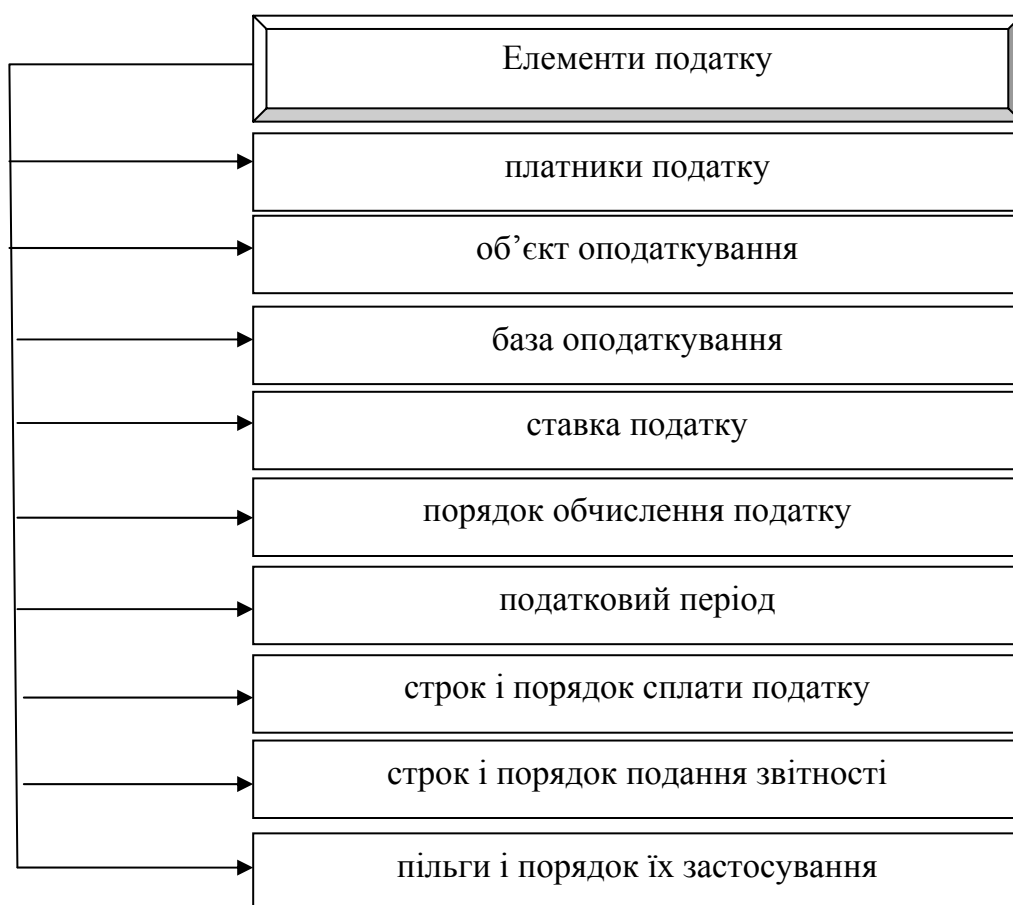 Елементи податку
платники податку
об’єкт оподаткування
база оподаткування
ставка податку
порядок обчислення податку
податковий період
строк і порядок сплати податку
строк і порядок подання звітності
пільги і порядок їх застосування